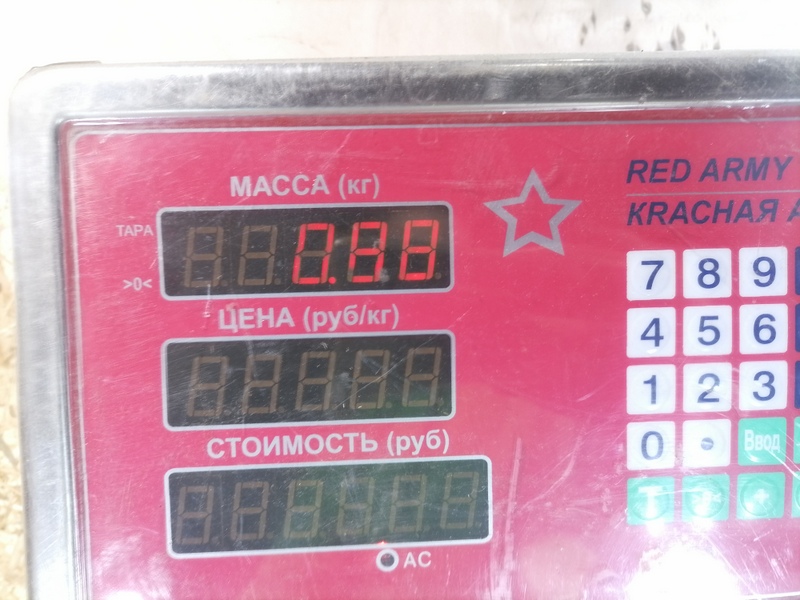 МАССА (кг)
ТАРА
>0<
ЦЕНА (руб/кг)
СТОИМОСТЬ (руб)
AC
RED ARMY
КRАСНАЯ
7 8 9
4 5 6
1 2 3
0 . Ввод